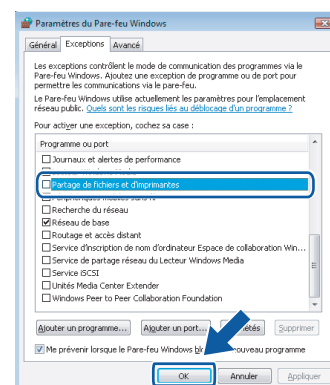 Paramètres du Pare-feu Windows
Général Exceptions Avancé
Les exceptions contrôlent le mode de communication des programmes via le
Pare-feu Windows. Ajoutez une exception de programme ou de port pour
permettre les communications via le pare-feu.
Le Pare-feu Windows utilise actuellement les paramètres pour l'emplacement
réseau public. Quels sont les risques liés au déblocage d'un programme ?
Pour activer une exception, cochez sa case :
Programme ou port
Journaux et alertes de performance
Partage de fichiers et d'imprimantes
Recherche du réseau
Réseau de base
Routage et accès distant
Service d'inscription de nom d'ordinateur Espace de collaboration Win...
Service de partage réseau du Lecteur Windows Media
Service iSCSI
Unités Media Center Extender
Windows Peer to Peer Collaboration Foundation
Ajouter un programme... Ajouter un port... étés Supprimer
Me prévenir lorsque le Pare-feu Windows blo ouveau programme
OK Annuler Appliquer